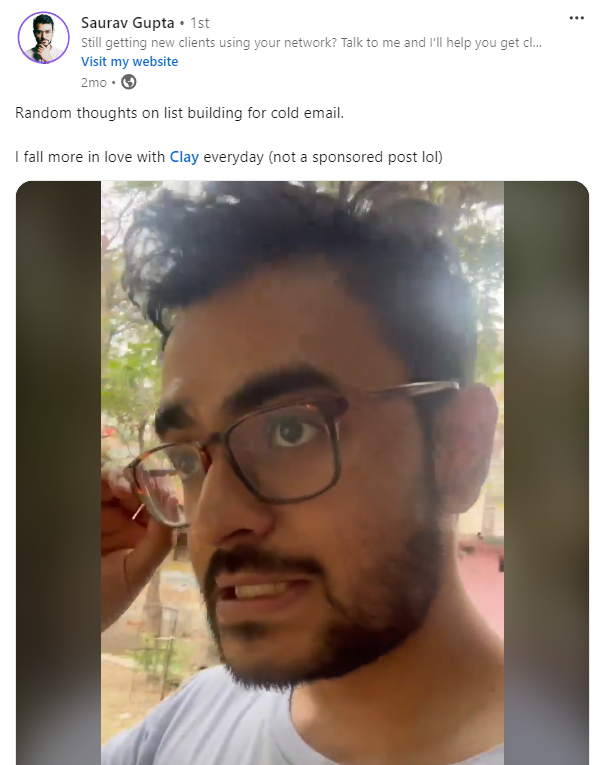 Saurav Gupta • 1st
Still getting new clients using your network? Talk to me and I'll help you get cl...
Visit my website
2mo •
Random thoughts on list building for cold email.
I fall more in love with Clay everyday (not a sponsored post lol)